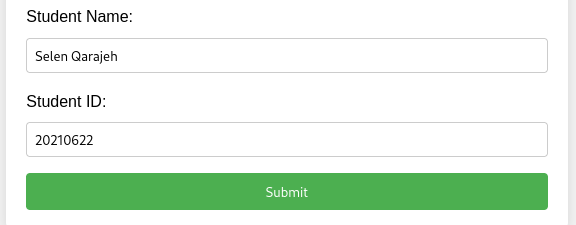 Student Name:
Selen Qarajeh
Student ID:
20210622
Submit